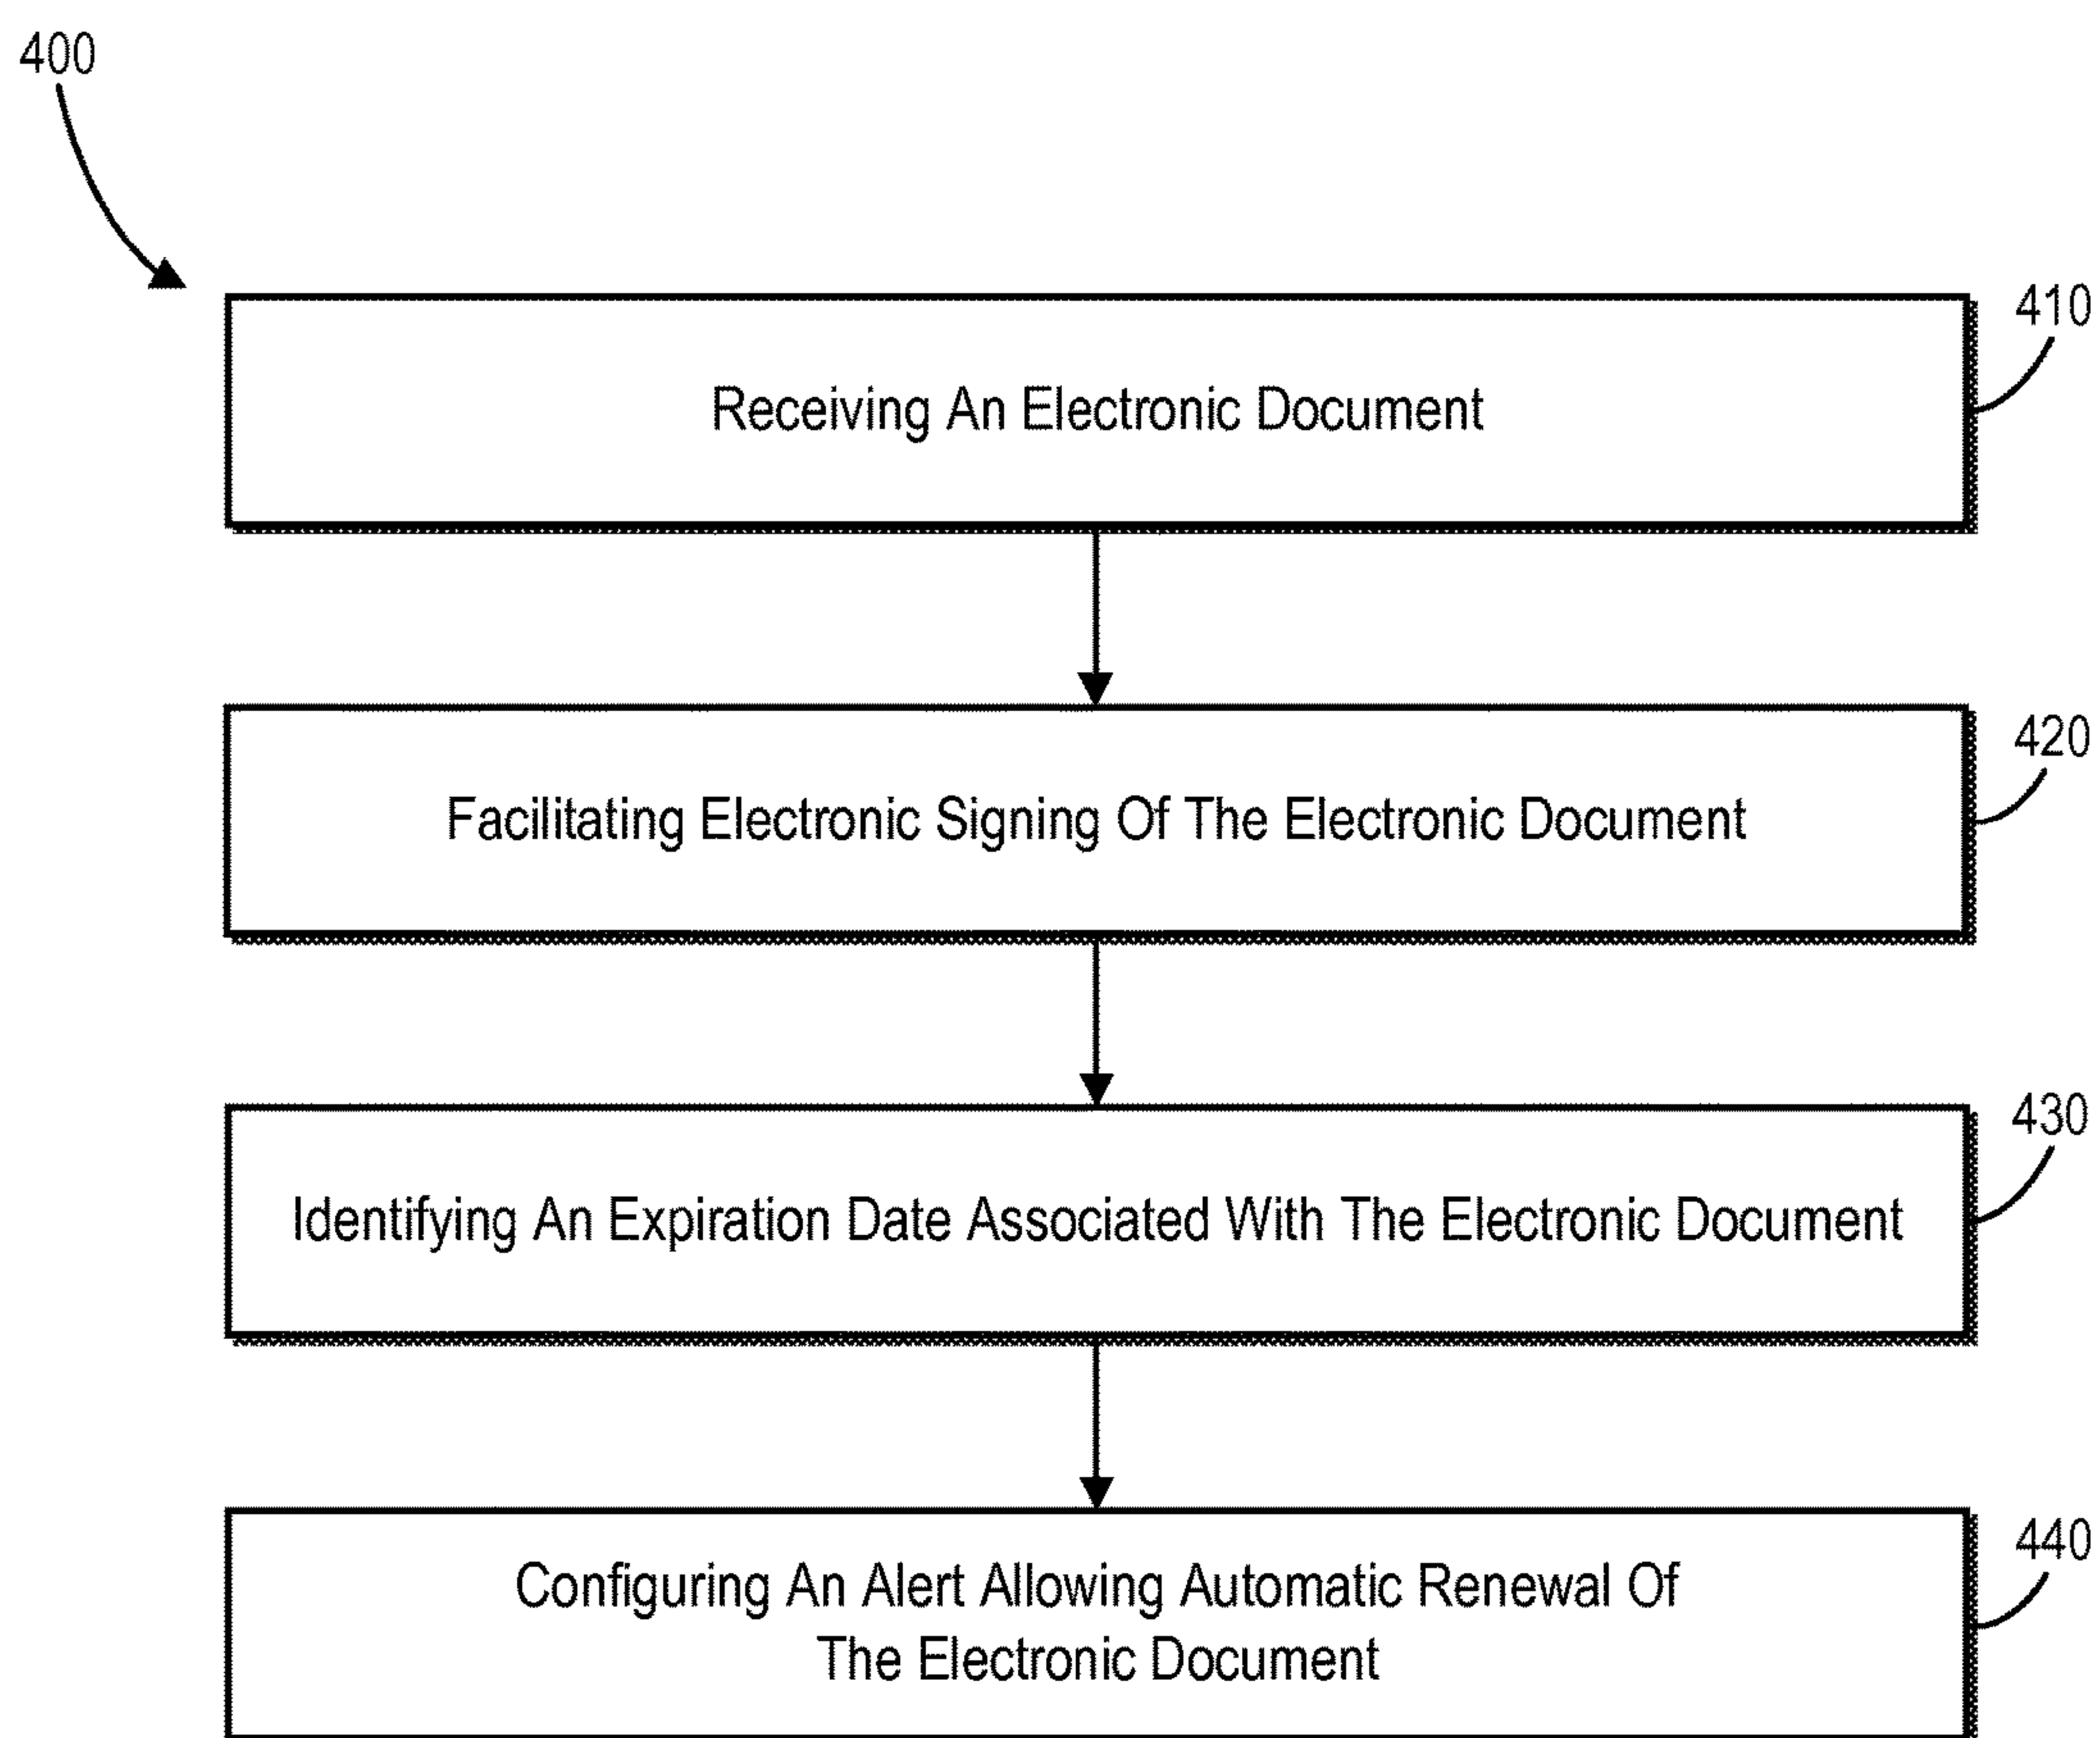 400
410
Receiving An Electronic Document
420
Facilitating Electronic Signing Of The Electronic Document
430
Identifying An Expiration Date Associated With The Electronic Document
440
Configuring An Alert Allowing Automatic Renewal Of
The Electronic Document